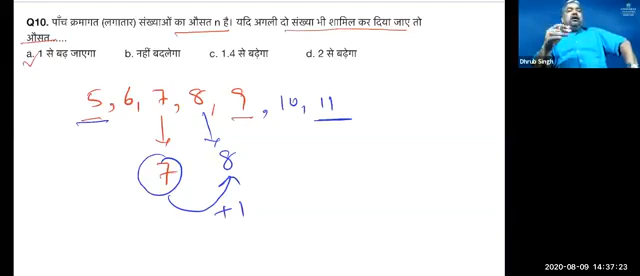 Q10. पाँच क्रमागत (लगातार) संख्याओं का औसत n है। यदि अगली दो संख्या भी शामिल कर दिया जाए तो
औसत.....
a. 1 से बढ़ जाएगा b. नहीं बदलेगा c. 1.4 से बढ़ेगा d. 2 से बढ़ेगा
5, 6, 7, 8, 9, 10, 11
7 8
+1
Dhrub Singh
2020-08-09 14:37:23